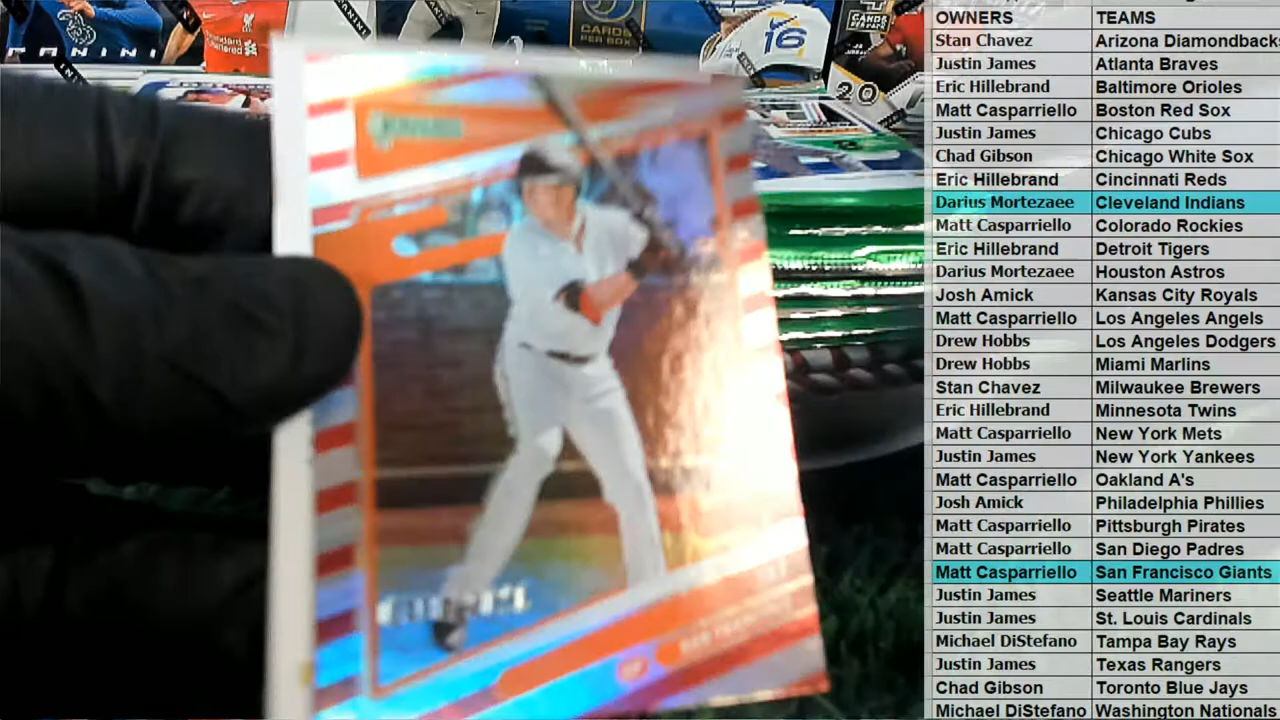 PANINI
Standard
Chartered
CARDS
PER BOX
16
CARDS
20
OWNERS TEAMS
Stan Chavez Arizona Diamondbacks
Justin James Atlanta Braves
Eric Hillebrand Baltimore Orioles
Matt Casparriello Boston Red Sox
Justin James Chicago Cubs
Chad Gibson Chicago White Sox
Eric Hillebrand Cincinnati Reds
Darius Mortezaee Cleveland Indians
Matt Casparriello Colorado Rockies
Eric Hillebrand Detroit Tigers
Darius Mortezaee Houston Astros
Josh Amick Kansas City Royals
Matt Casparriello Los Angeles Angels
Drew Hobbs Los Angeles Dodgers
Drew Hobbs Miami Marlins
Stan Chavez Milwaukee Brewers
Eric Hillebrand Minnesota Twins
Matt Casparriello New York Mets
Justin James New York Yankees
Matt Casparriello Oakland A's
Josh Amick Philadelphia Phillies
Matt Casparriello Pittsburgh Pirates
Matt Casparriello San Diego Padres
Matt Casparriello San Francisco Giants
Justin James Seattle Mariners
Justin James St. Louis Cardinals
Michael DiStefano Tampa Bay Rays
Justin James Texas Rangers
Chad Gibson Toronto Blue Jays
Michael DiStefano Washington Nationals